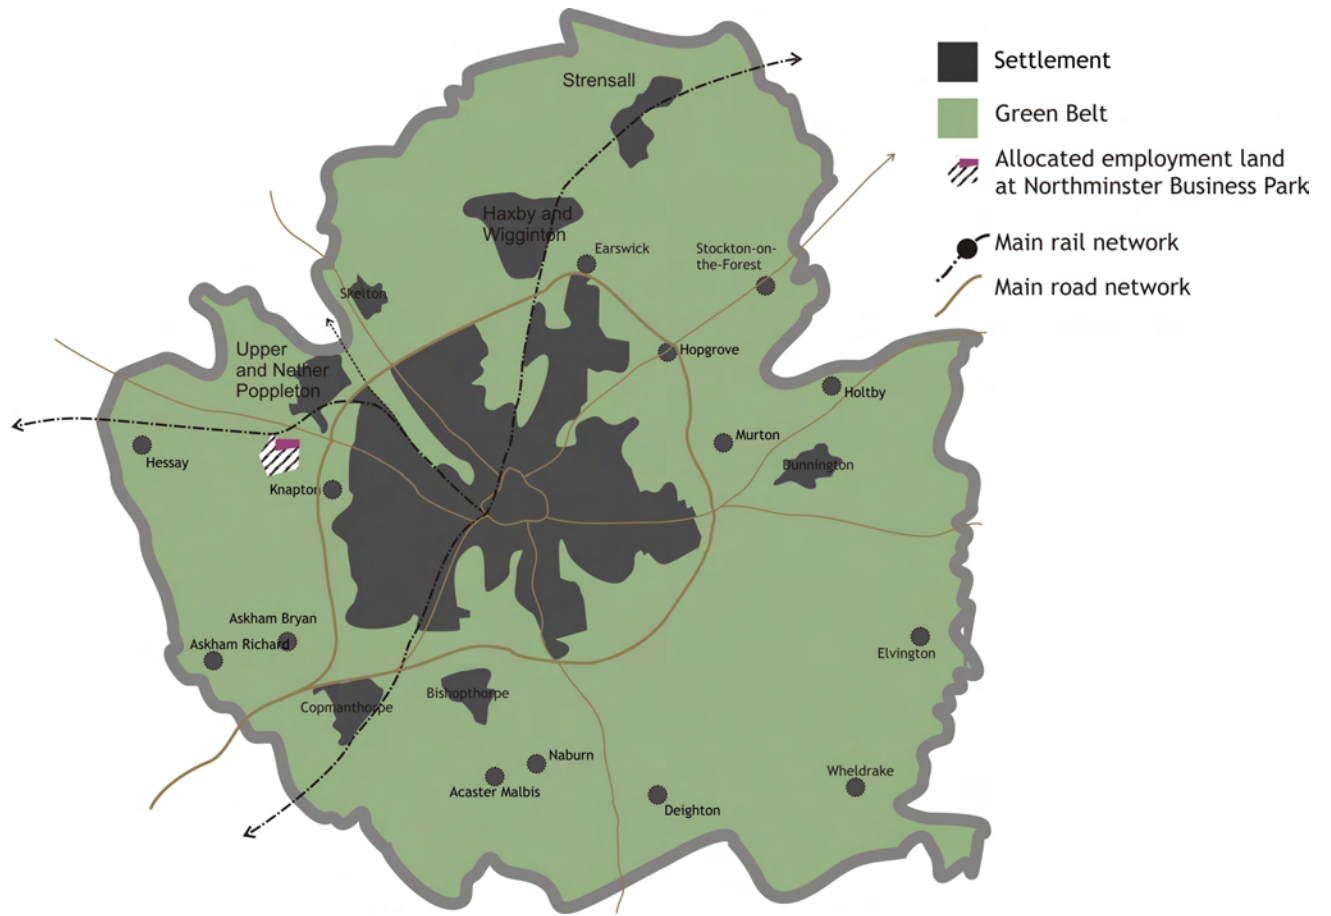 Strensall
Haxby and
Wigginton
Earswick
Stockton-on-
the-Forest
Skelton
Upper
and Nether
Poppleton
Hopgrove
Holtby
Murton
Dunnington
Hessay
Knapton
Askham Bryan
Askham Richard
Elvington
Copmanthorpe
Bishopthorpe
Naburn
Acaster Malbis
Deighton
Wheldrake
Settlement
Green Belt
Allocated employment land
at Northminster Business Park
Main rail network
Main road network